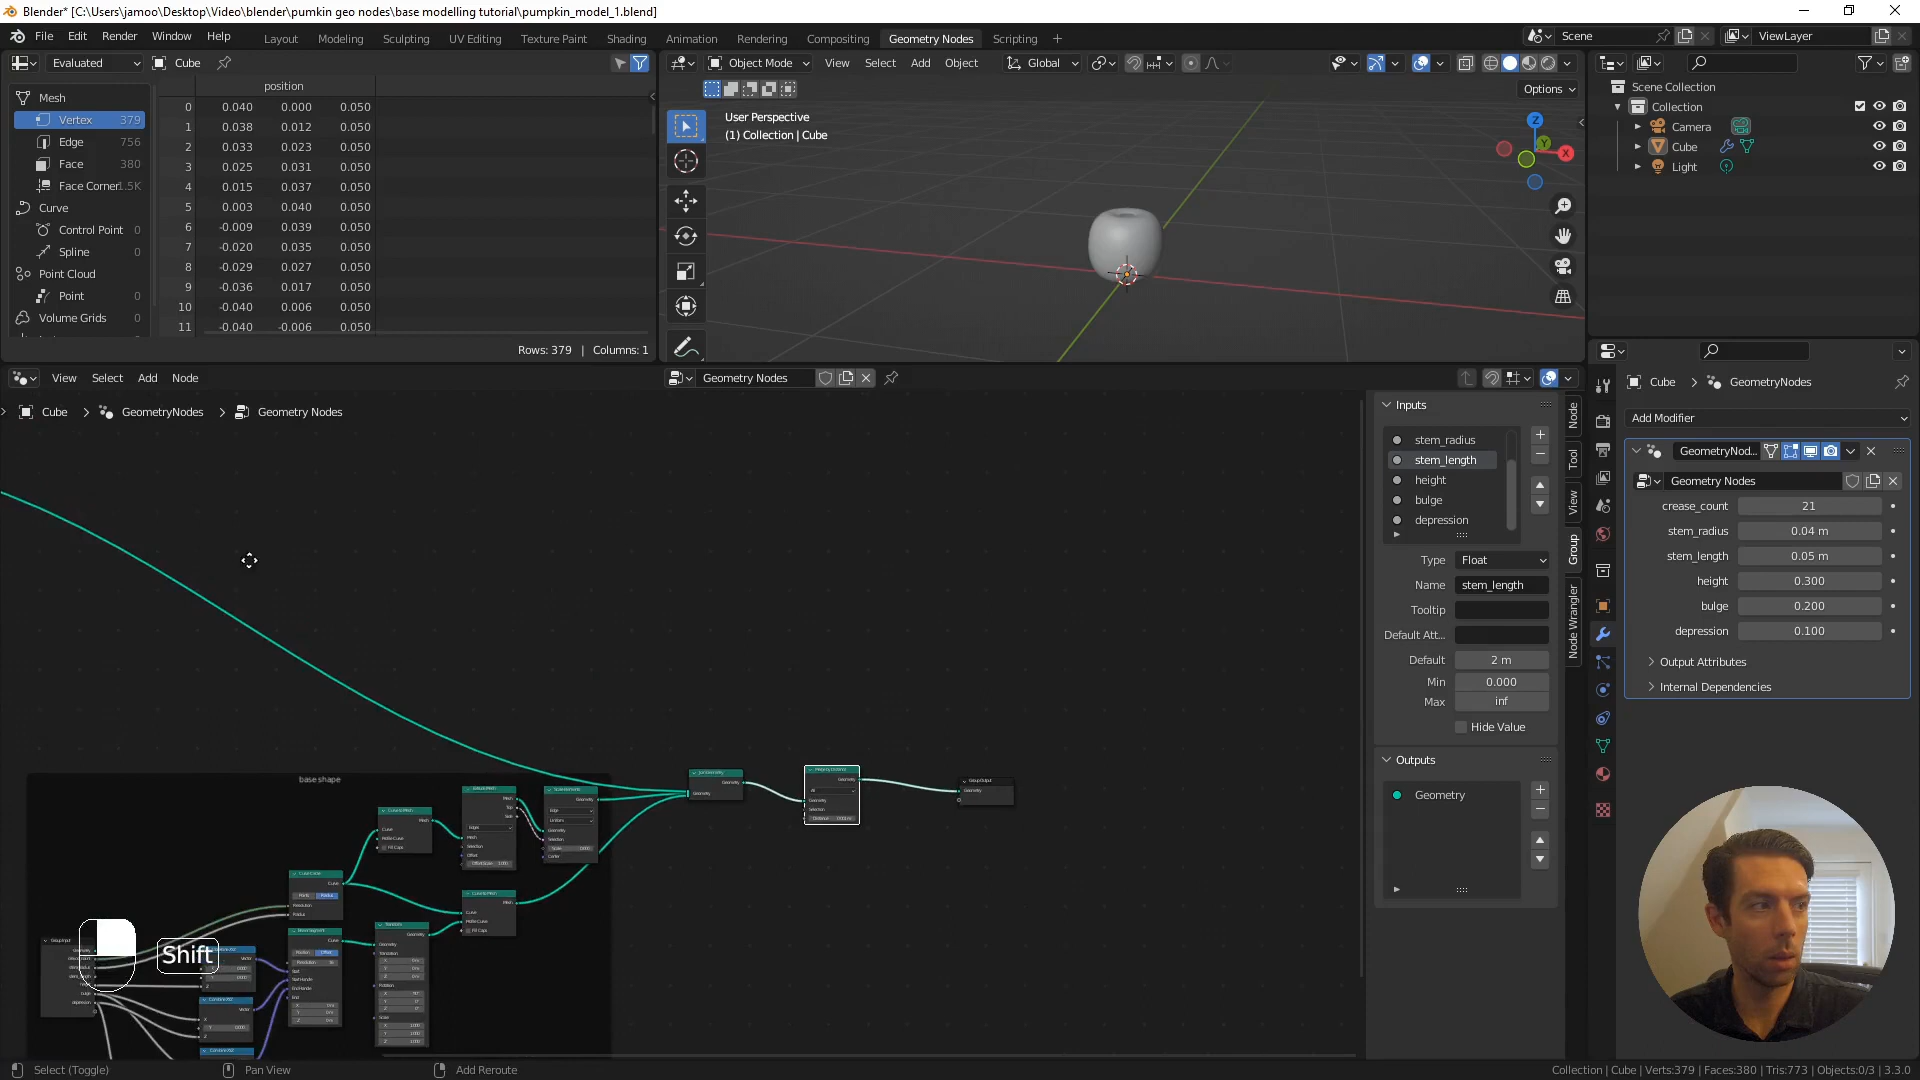 Blender* [C:\Users\jamoo\Desktop\Video\blender\pumkin geo nodes\base modelling tutorial\pumpkin_model_1.blend]
File Edit Render Window Help
Layout Modeling Sculpting UV Editing Texture Paint Shading Animation Rendering Compositing Geometry Nodes Scripting +
Scene
ViewLayer
Evaluated Cube
Mesh
Vertex 379
Edge 756
Face 380
Face Corner 1.5K
Curve
Control Point 0
Spline 0
Point Cloud
Point 0
Volume Grids 0
position
0 0.040 0.000 0.050
1 0.038 0.012 0.050
2 0.033 0.023 0.050
3 0.025 0.031 0.050
4 0.015 0.037 0.050
5 0.003 0.040 0.050
6 -0.009 0.039 0.050
7 -0.020 0.035 0.050
8 -0.029 0.027 0.050
9 -0.036 0.017 0.050
10 -0.040 0.006 0.050
11 -0.040 -0.006 0.050
Rows: 379 | Columns: 1
Object Mode View Select Add Object Global
Options
User Perspective
(1) Collection | Cube
Z
Y
X
Scene Collection
Collection
Camera
Cube
Light
View Select Add Node
Geometry Nodes
Cube > GeometryNodes > Geometry Nodes
base shape
Group Output
Geometry
Group Input
Shift
Inputs
stem_radius
stem_length
height
bulge
depression
Type Float
Name stem_length
Tooltip
Default Att...
Default 2 m
Min 0.000
Max inf
Hide Value
Outputs
Geometry
Node
Tool
View
Group
Node Wrangler
Cube > GeometryNodes
Add Modifier
GeometryNod...
Geometry Nodes
crease_count 21
stem_radius 0.04 m
stem_length 0.05 m
height 0.300
bulge 0.200
depression 0.100
Output Attributes
Internal Dependencies
Select (Toggle) Pan View Add Reroute
Collection | Cube | Verts:379 | Faces:380 | Tris:773 | Objects:0/3 | 3.3.0